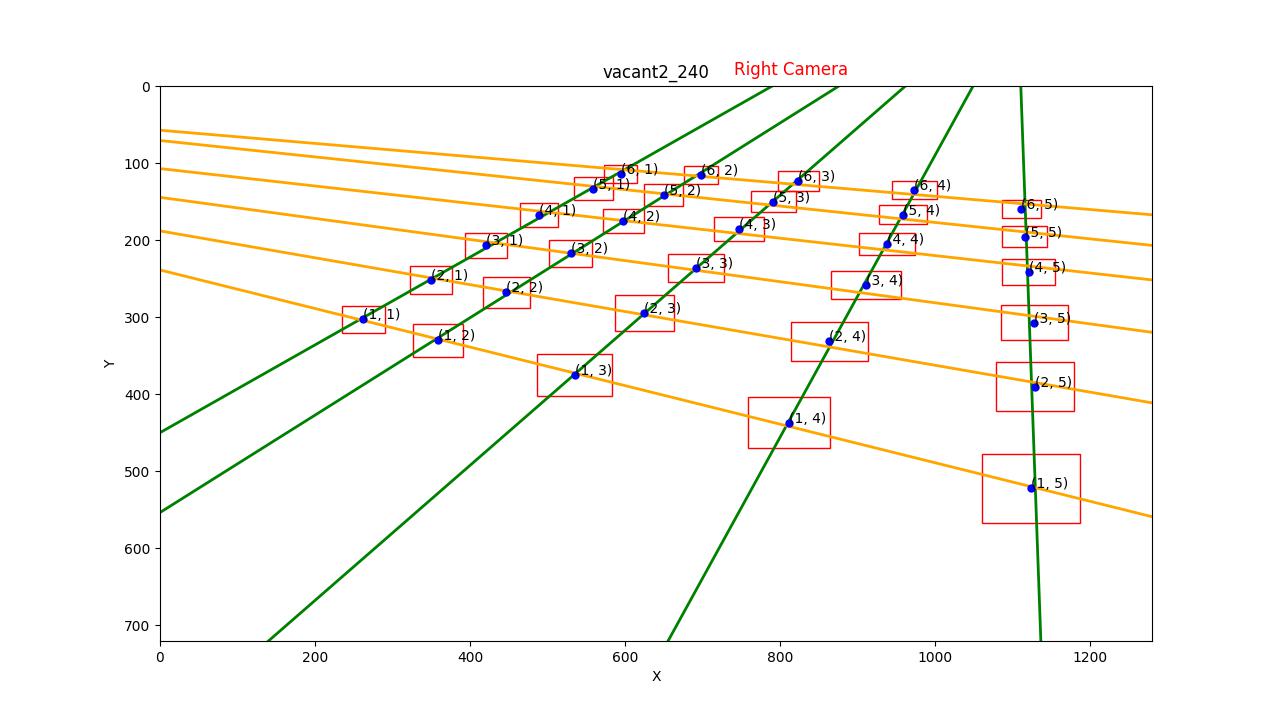 vacant2_240 Right Camera
0
(6, 1) (6, 2) (6, 3) (6, 4) (6, 5)
100
(5, 1) (5, 2) (5, 3) (5, 4) (5, 5)
(4, 1) (4, 2) (4, 3) (4, 4) (4, 5)
200
(3, 1) (3, 2) (3, 3) (3, 4) (3, 5)
(2, 1) (2, 2) (2, 3) (2, 4) (2, 5)
300
(1, 1) (1, 2) (1, 3) (1, 4) (1, 5)
Y
400
500
600
700
0 200 400 600 800 1000 1200
X